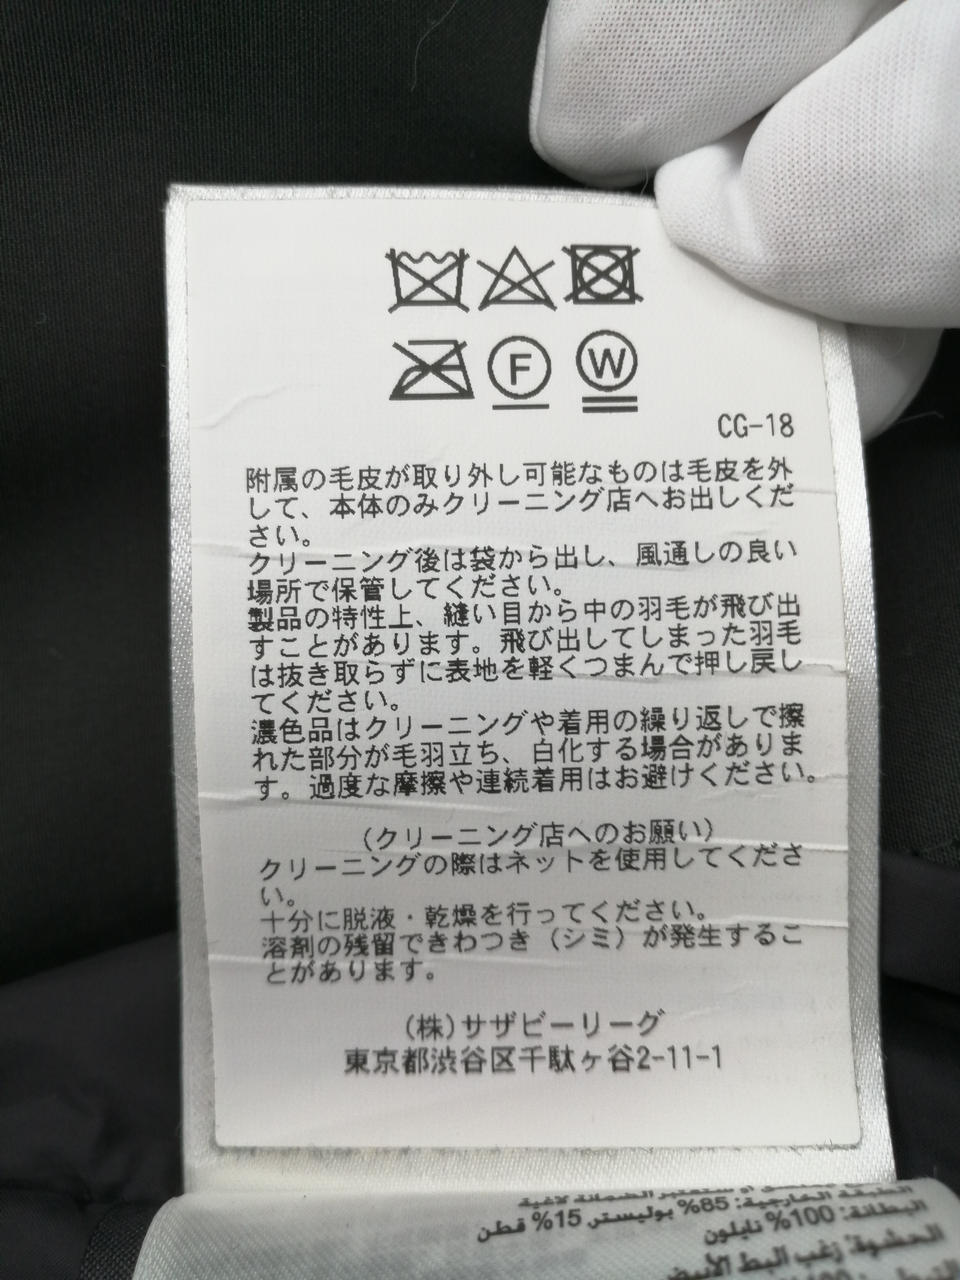 F W
CG-18
附属の毛皮が取り外し可能なものは毛皮を外
して、本体のみクリーニング店へお出しくだ
さい。
クリーニング後は袋から出し、風通しの良い
場所で保管してください。
製品の特性上、縫い目から中の羽毛が飛び出
すことがあります。飛び出してしまった羽毛
は抜き取らずに表地を軽くつまんで押し戻し
てください。
濃色品はクリーニングや着用の繰り返しで擦
れた部分が毛羽立ち、白化する場合がありま
す。過度な摩擦や連続着用はお避けください。
(クリーニング店へのお願い)
クリーニングの際はネットを使用してくださ
い。
十分に脱液・乾燥を行ってください。
溶剤の残留できわつき(シミ)が発生するこ
とがあります。
(株)サザビーリーグ
東京都渋谷区千駄ヶ谷2-11-1
الطبقة الخارجية: 85% بوليستر 15% قطن
البطانة: 100% نايلون
الحشوة: زغب البط الأبيض